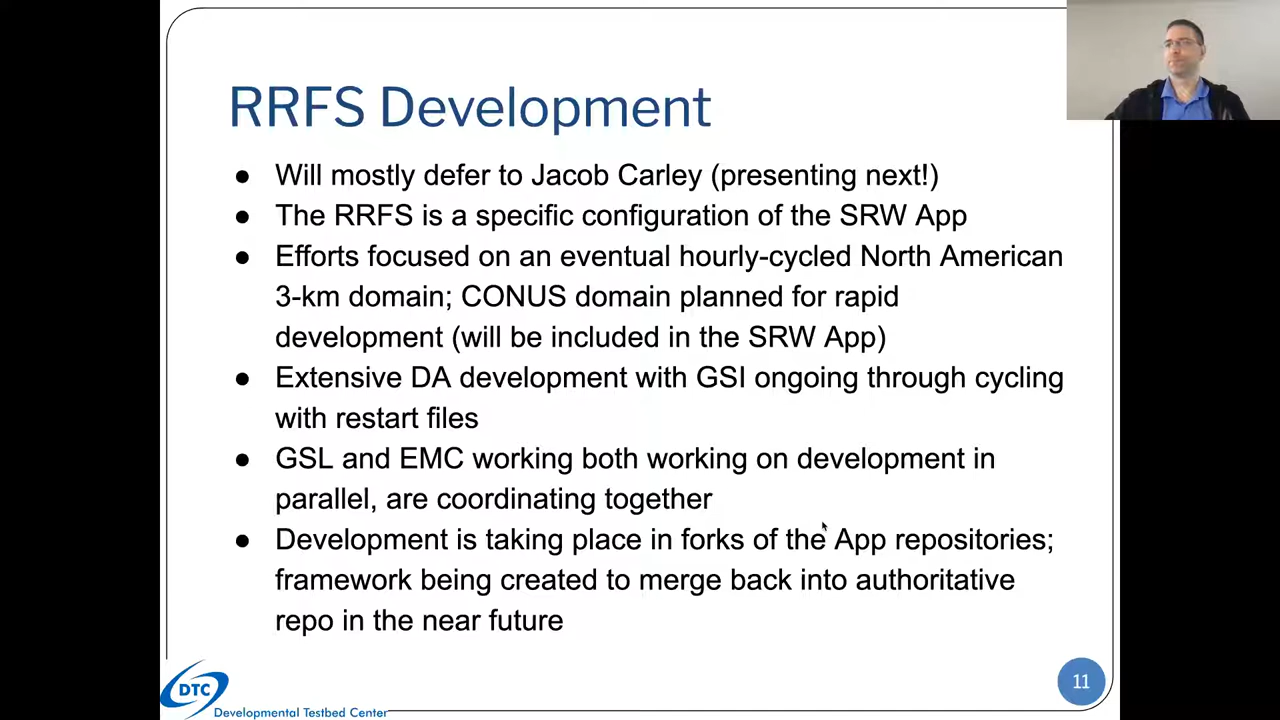 RRFS Development
● Will mostly defer to Jacob Carley (presenting next!)
● The RRFS is a specific configuration of the SRW App
● Efforts focused on an eventual hourly-cycled North American
3-km domain; CONUS domain planned for rapid
development (will be included in the SRW App)
● Extensive DA development with GSI ongoing through cycling
with restart files
● GSL and EMC working both working on development in
parallel, are coordinating together
● Development is taking place in forks of the App repositories;
framework being created to merge back into authoritative
repo in the near future
DTC
Developmental Testbed Center
11